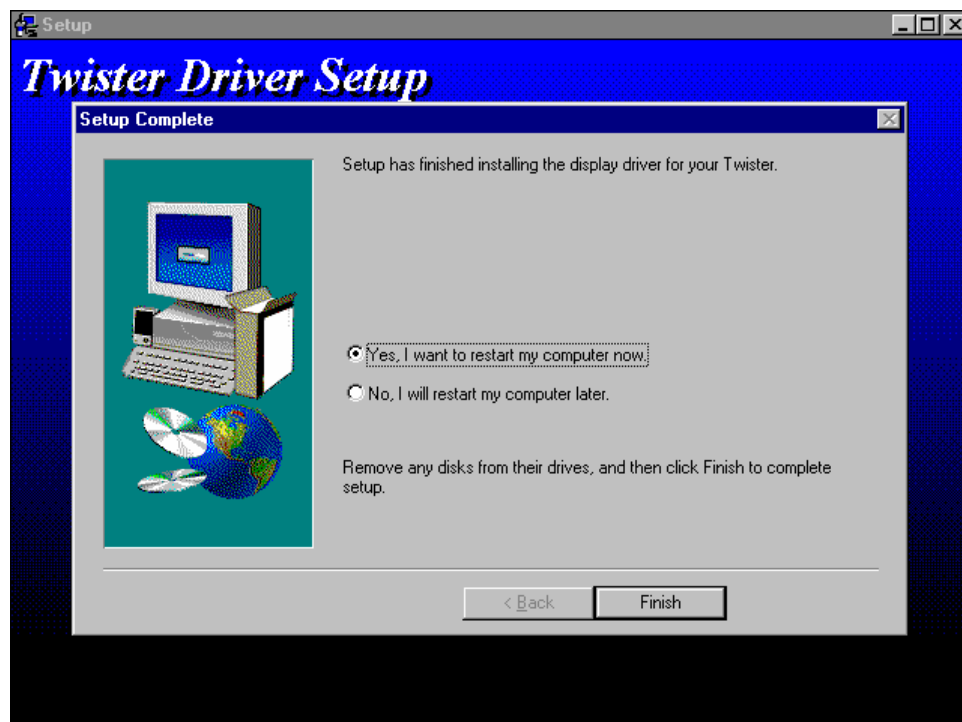 Setup
Twister Driver Setup
Setup Complete
Setup has finished installing the display driver for your Twister.
Yes, I want to restart my computer now.
No, I will restart my computer later.
Remove any disks from their drives, and then click Finish to complete
setup.
< Back
Finish